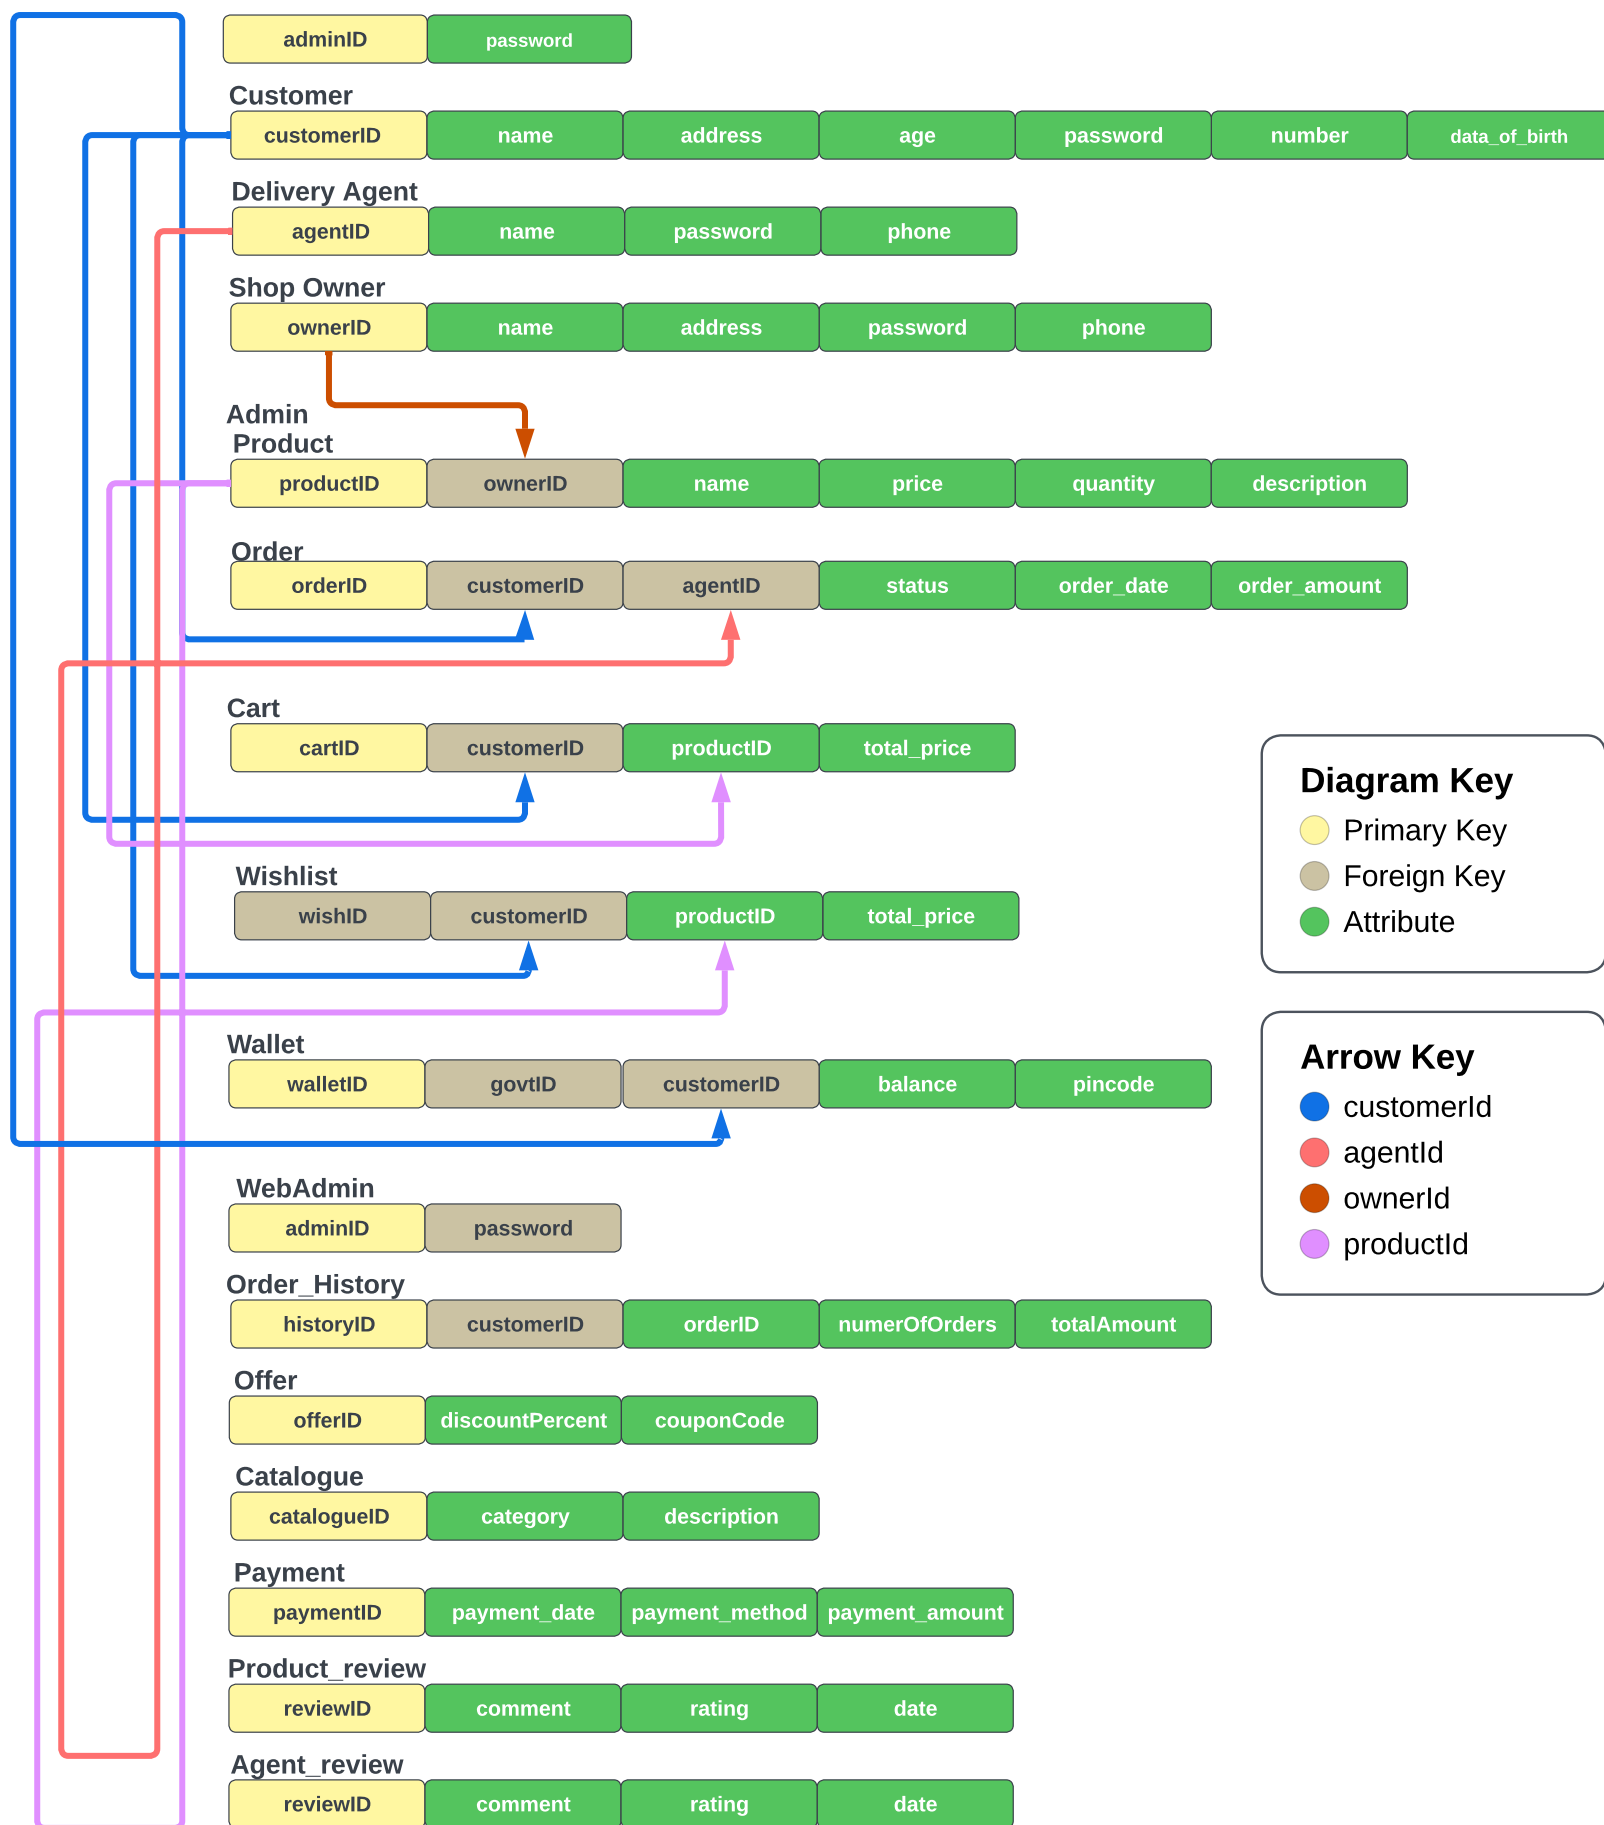 adminID password
Customer
customerID name address age password number data_of_birth
Delivery Agent
agentID name password phone
Shop Owner
ownerID name address password phone
Admin
Product
productID ownerID name price quantity description
Order
orderID customerID agentID status order_date order_amount
Cart
cartID customerID productID total_price
Wishlist
wishID customerID productID total_price
Wallet
walletID govtID customerID balance pincode
WebAdmin
adminID password
Order_History
historyID customerID orderID numerOfOrders totalAmount
Offer
offerID discountPercent couponCode
Catalogue
catalogueID category description
Payment
paymentID payment_date payment_method payment_amount
Product_review
reviewID comment rating date
Agent_review
reviewID comment rating date
Diagram Key
Primary Key
Foreign Key
Attribute
Arrow Key
customerId
agentId
ownerId
productId